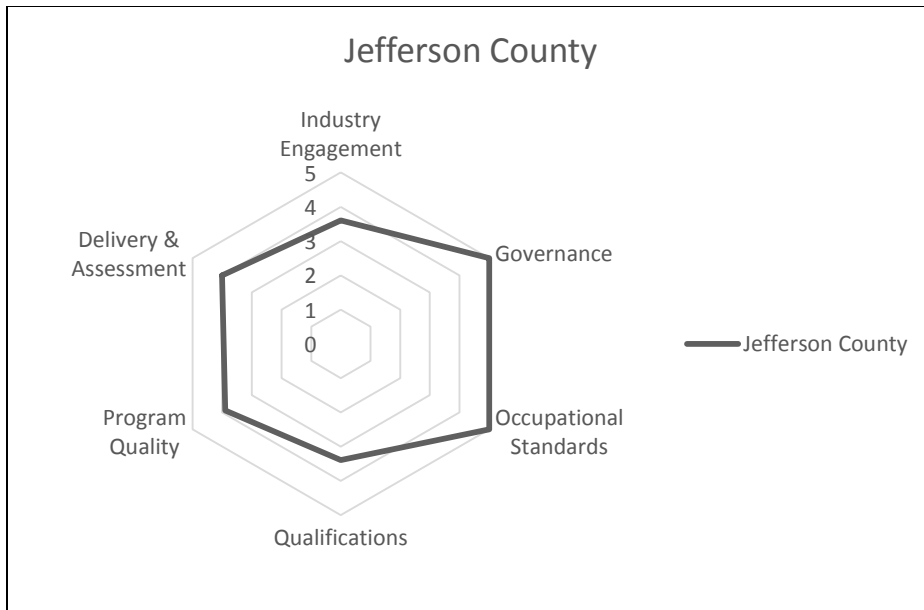 Jefferson County
Industry
Engagement
5
4
3
2
1
0
Delivery &
Assessment
Governance
Jefferson County
Program
Quality
Occupational
Standards
Qualifications